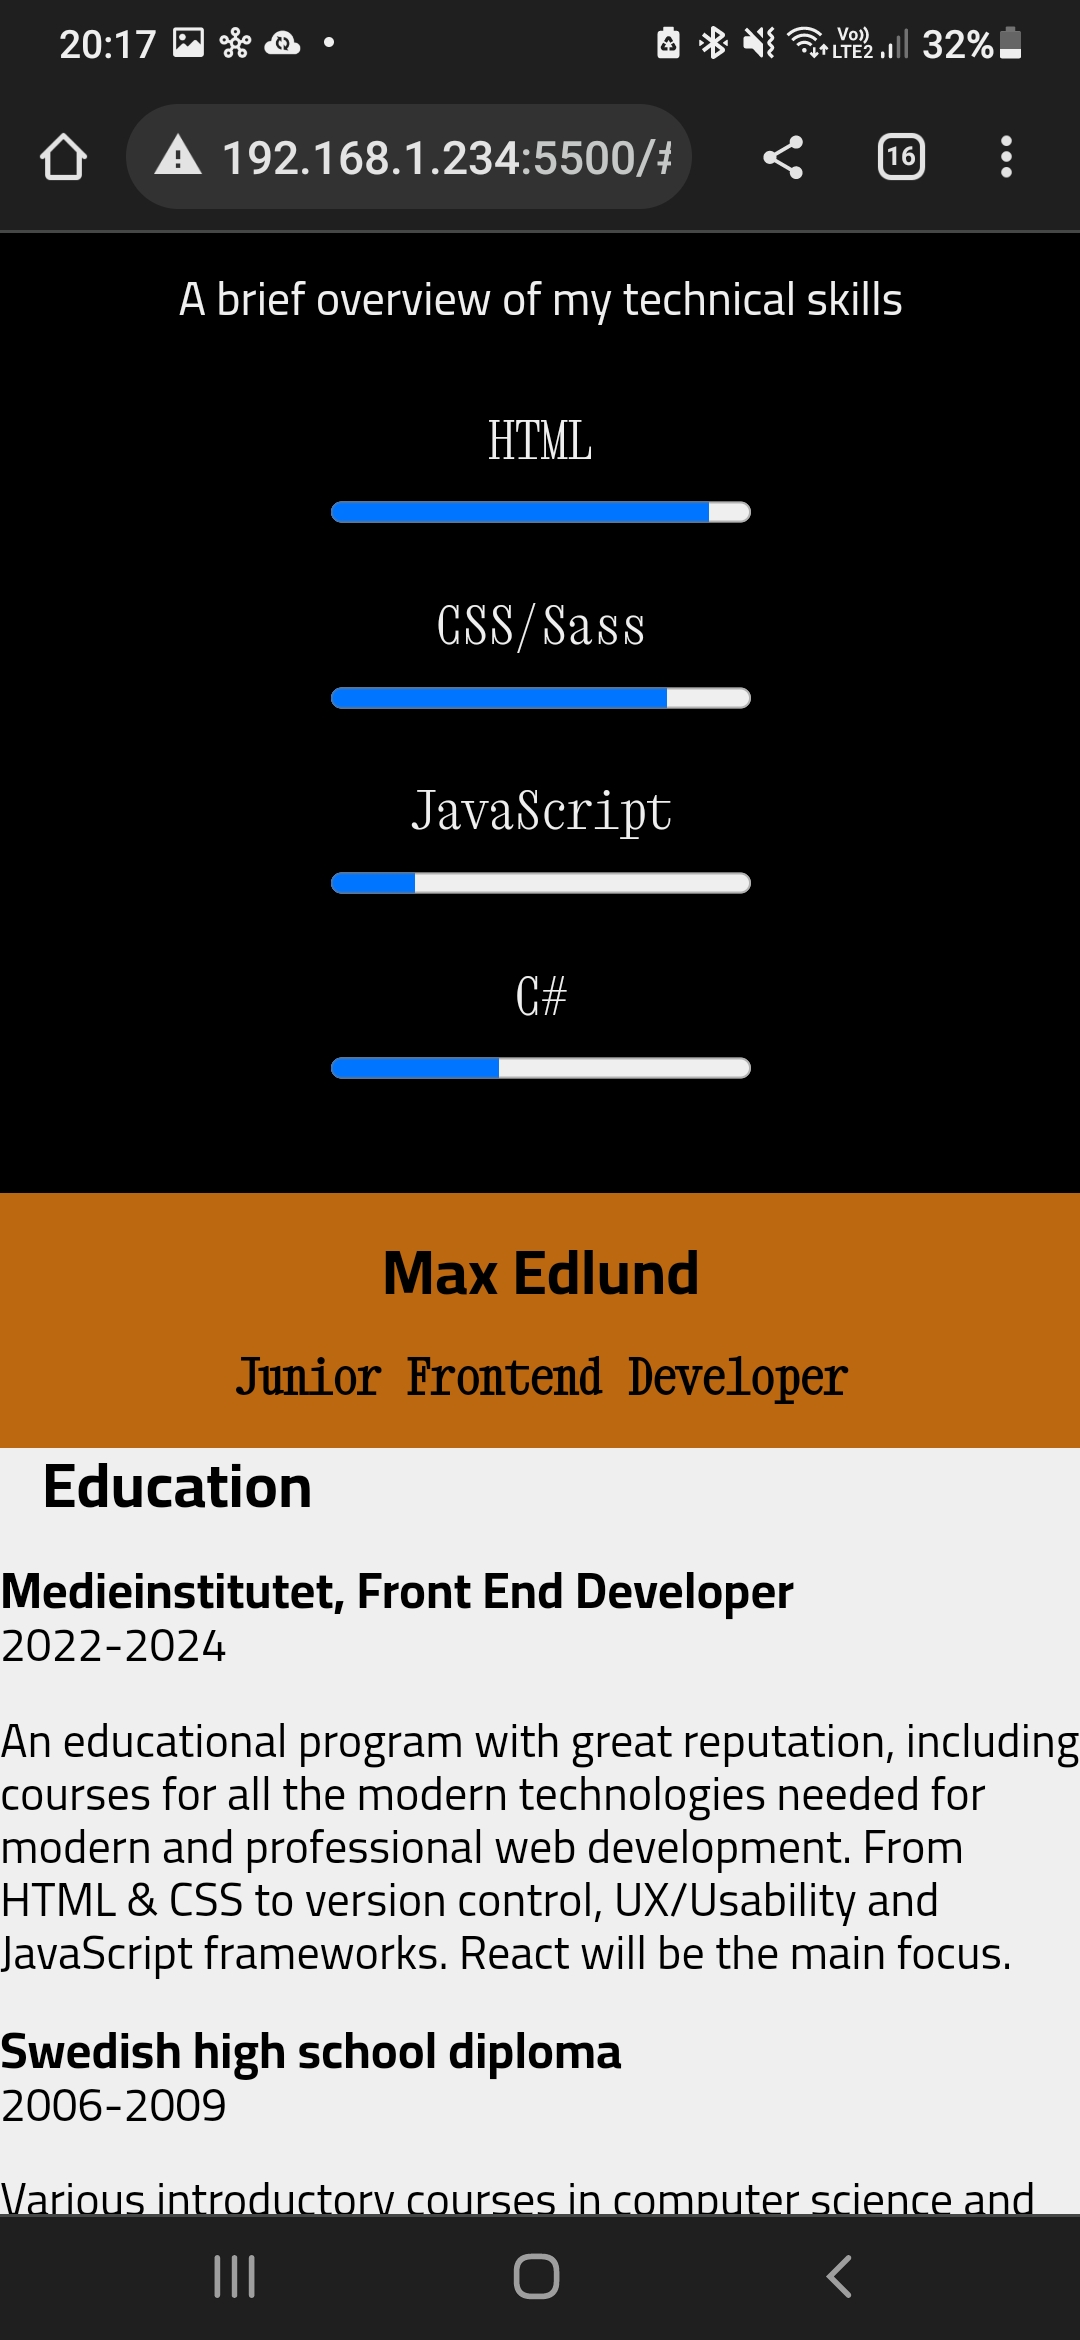 20:17
Vo))
LTE2
32%
192.168.1.234:5500/#
16
A brief overview of my technical skills
HTML
CSS/Sass
JavaScript
C#
Max Edlund
Junior Frontend Developer
Education
Medieinstitutet, Front End Developer
2022-2024
An educational program with great reputation, including
courses for all the modern technologies needed for
modern and professional web development. From
HTML & CSS to version control, UX/Usability and
JavaScript frameworks. React will be the main focus.
Swedish high school diploma
2006-2009
Various introductory courses in computer science and